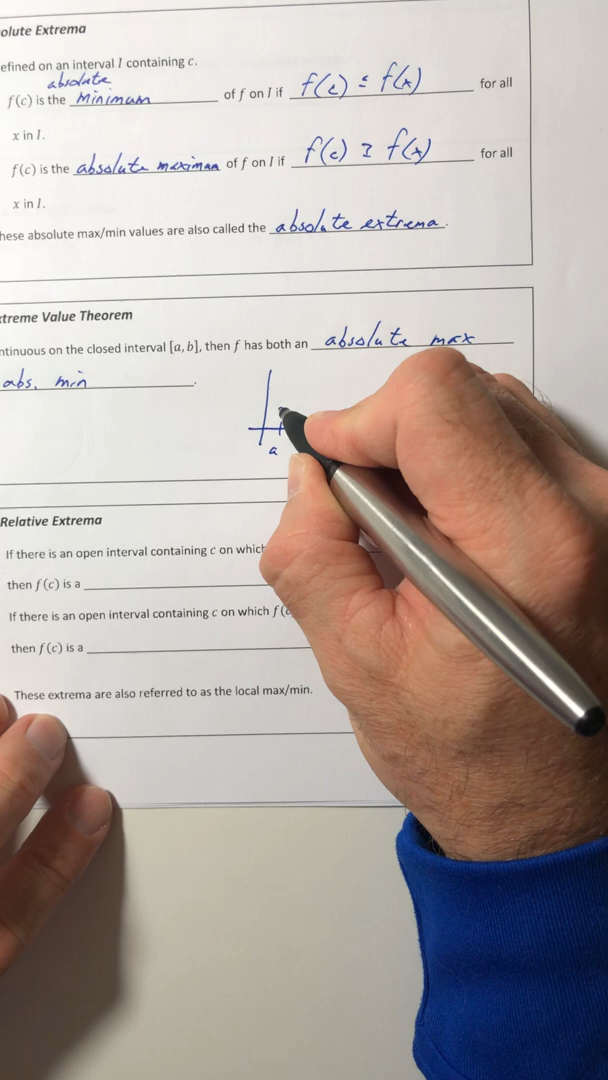 olute Extrema
efined on an interval I containing c.
absolute
f(c) is the minimum of f on I if f(c) ≤ f(x) for all
x in I.
f(c) is the absolute maximum of f on I if f(c) ≥ f(x) for all
x in I.
hese absolute max/min values are also called the absolute extrema.
xtreme Value Theorem
ntinuous on the closed interval [a, b], then f has both an absolute max
abs. min.
a
Relative Extrema
If there is an open interval containing c on which
then f(c) is a
If there is an open interval containing c on which f(c
then f(c) is a
These extrema are also referred to as the local max/min.